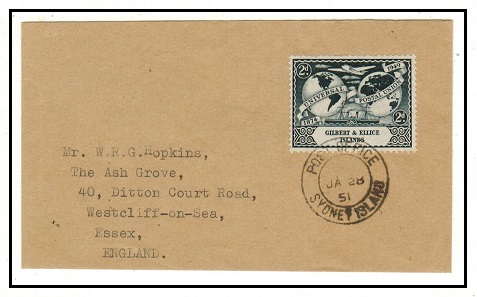 2d
1949
UNIVERSAL POSTAL UNION
1874
2d
GILBERT & ELLICE
ISLANDS
POST OFFICE
JA 28
51
SYDNEY ISLAND
Mr. W.R.G.Hopkins,
The Ash Grove,
40, Ditton Court Road,
Westcliff-on-Sea,
Essex,
ENGLAND.